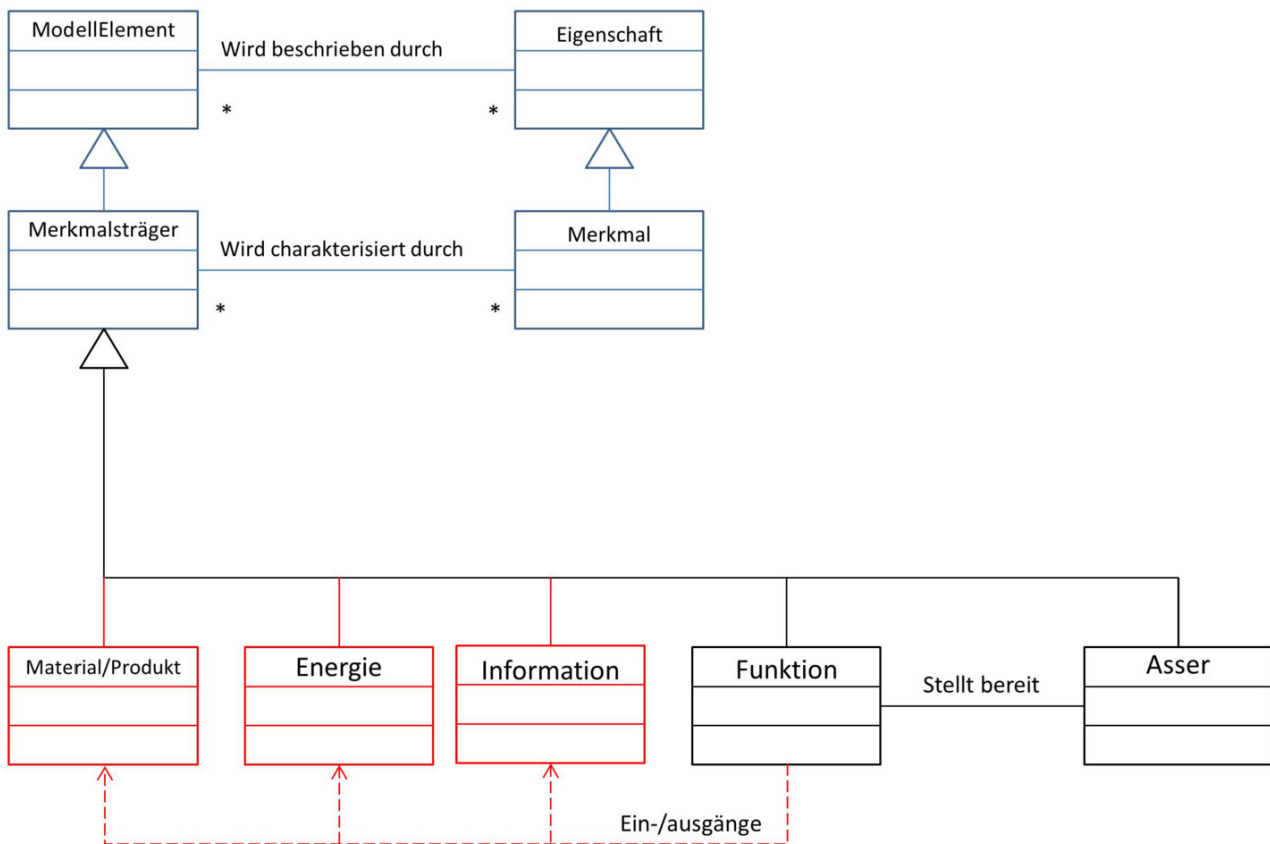 ModellElement
Eigenschaft
Wird beschrieben durch
*
*
Merkmalsträger
Merkmal
Wird charakterisiert durch
*
*
Material/Produkt
Energie
Information
Funktion
Asser
Stellt bereit
Ein-/ausgänge